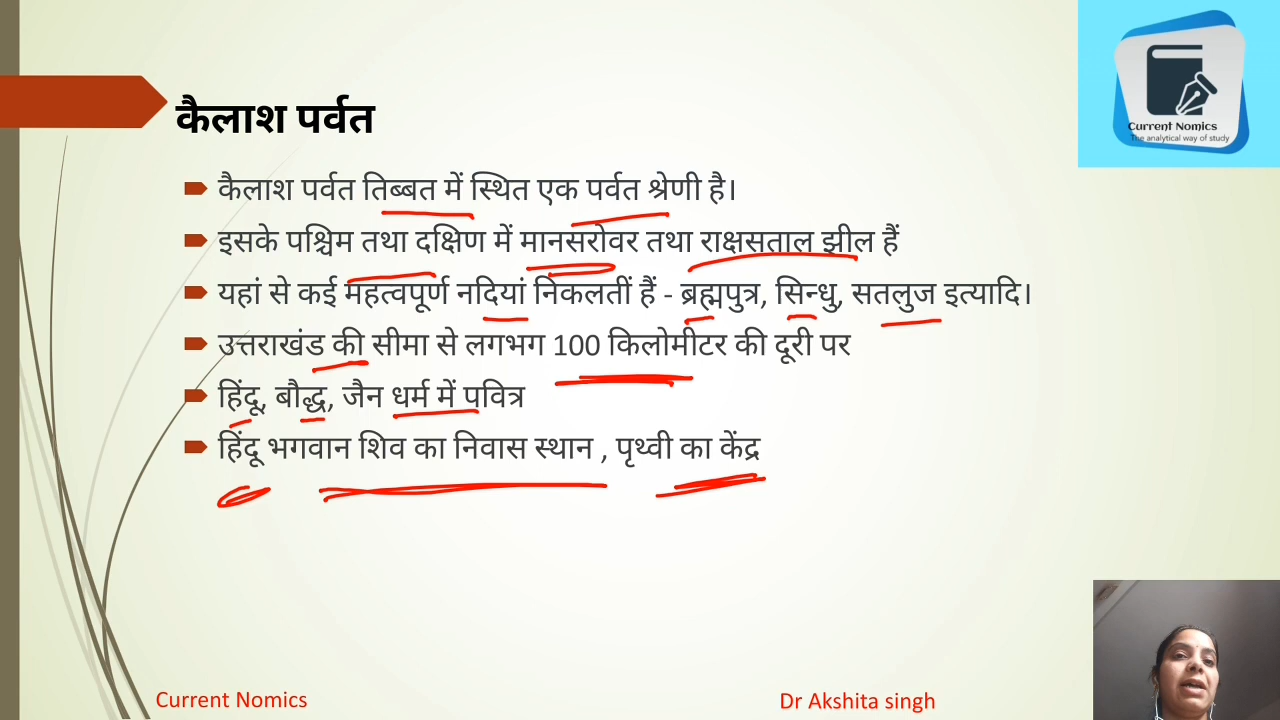 Current Nomics
The analytical way of study
कैलाश पर्वत
कैलाश पर्वत तिब्बत में स्थित एक पर्वत श्रेणी है।
इसके पश्चिम तथा दक्षिण में मानसरोवर तथा राक्षसताल झील हैं
यहां से कई महत्वपूर्ण नदियां निकलतीं हैं - ब्रह्मपुत्र, सिन्धु, सतलुज इत्यादि।
उत्तराखंड की सीमा से लगभग 100 किलोमीटर की दूरी पर
हिंदू, बौद्ध, जैन धर्म में पवित्र
हिंदू भगवान शिव का निवास स्थान , पृथ्वी का केंद्र
Current Nomics
Dr Akshita singh